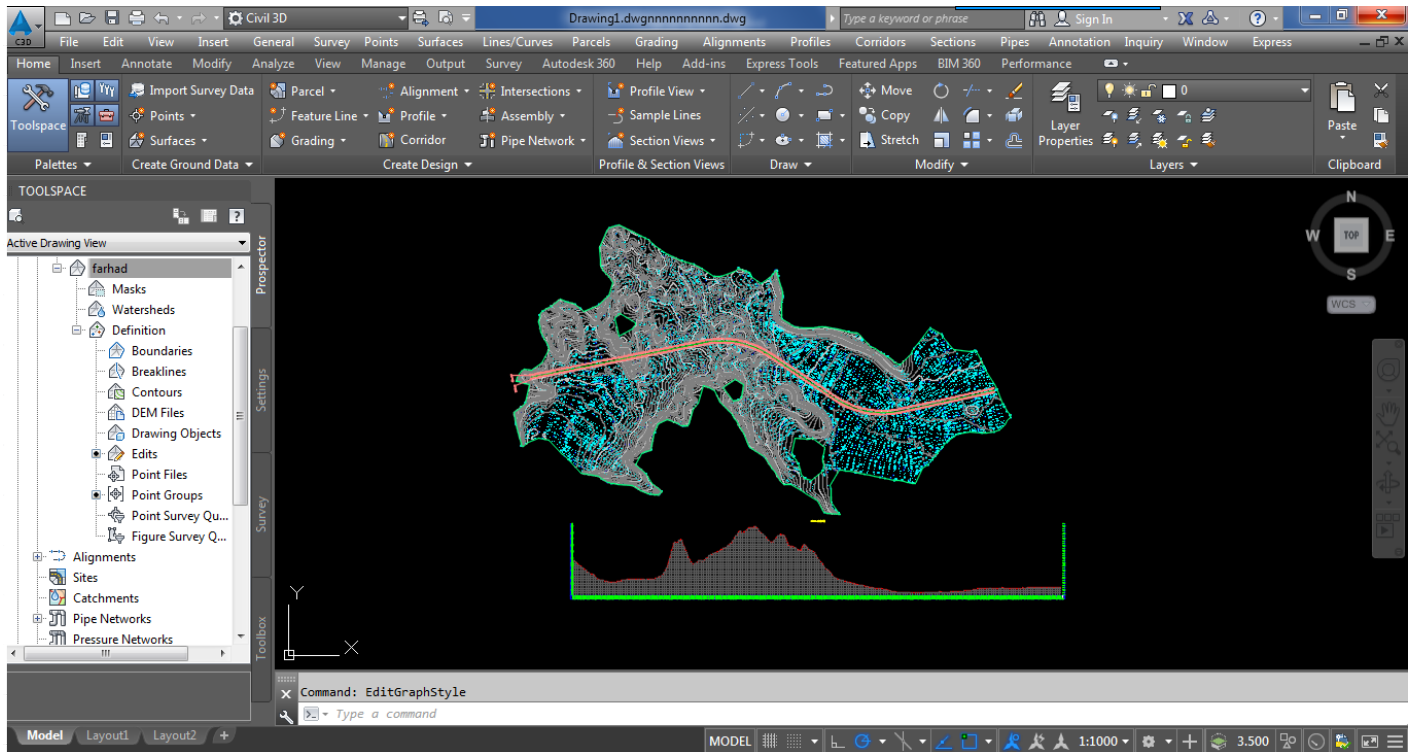 Civil 3D Drawing1.dwgnnnnnnnnnn.dwg Type a keyword or phrase Sign In
C3D File Edit View Insert General Survey Points Surfaces Lines/Curves Parcels Grading Alignments Profiles Corridors Sections Pipes Annotation Inquiry Window Express
Home Insert Annotate Modify Analyze View Manage Output Survey Autodesk 360 Help Add-ins Express Tools Featured Apps BIM 360 Performance
Import Survey Data Parcel Alignment Intersections Profile View Move 0
Toolspace Points Feature Line Profile Assembly Sample Lines Copy Layer Properties Paste
Surfaces Grading Corridor Pipe Network Section Views Stretch
Palettes Create Ground Data Create Design Profile & Section Views Draw Modify Layers Clipboard
TOOLSPACE
Active Drawing View
farhad
Masks
Watersheds
Definition
Boundaries
Breaklines
Contours
DEM Files
Drawing Objects
Edits
Point Files
Point Groups
Point Survey Qu...
Figure Survey Q...
Alignments
Sites
Catchments
Pipe Networks
Pressure Networks
Prospector
Settings
Survey
Toolbox
N
W TOP E
S
WCS
Y
X
Command: EditGraphStyle
Type a command
Model Layout1 Layout2 + MODEL 1:1000 3.500